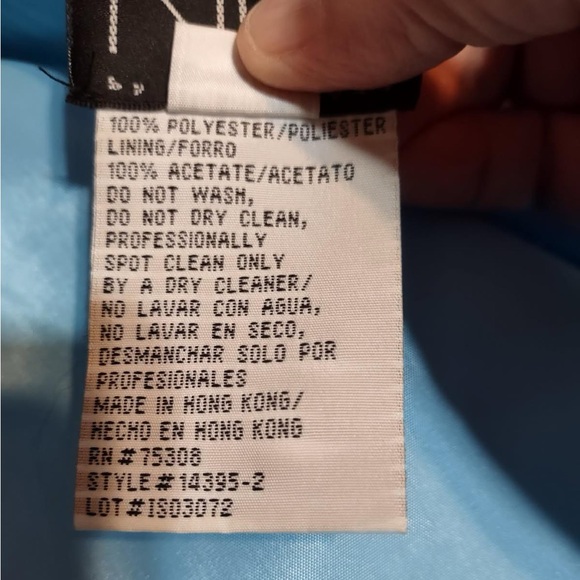 100% POLYESTER/POLIESTER
LINING/FORRO
100% ACETATE/ACETATO
DO NOT WASH,
DO NOT DRY CLEAN,
PROFESSIONALLY
SPOT CLEAN ONLY
BY A DRY CLEANER/
NO LAVAR CON AGUA,
NO LAVAR EN SECO,
DESMANCHAR SOLO POR
PROFESIONALES
MADE IN HONG KONG/
HECHO EN HONG KONG
RN#75308
STYLE#14395-2
LOT#IS03072